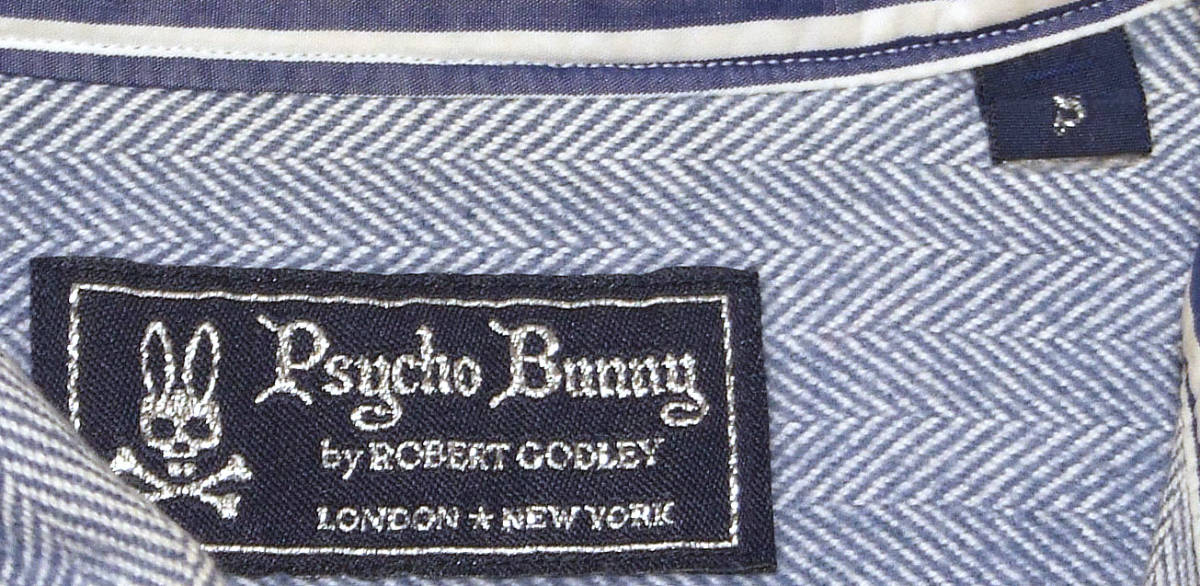 Psycho Bunny
by ROBERT GODLEY
LONDON ★ NEW YORK